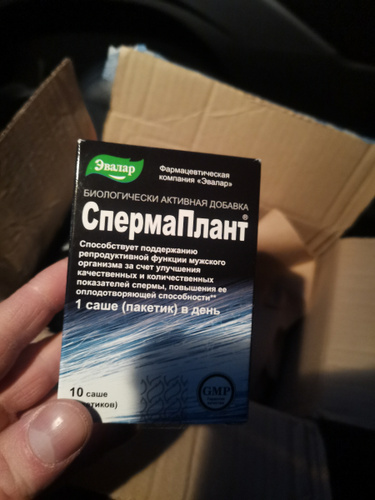 Эвалар
Фармацевтическая
компания «Эвалар»
БИОЛОГИЧЕСКИ АКТИВНАЯ ДОБАВКА
СпермаПлант®
Способствует поддержанию
репродуктивной функции мужского
организма за счет улучшения
качественных и количественных
показателей спермы, повышения ее
оплодотворяющей способности**
1 саше (пакетик) в день
10 саше
GMP